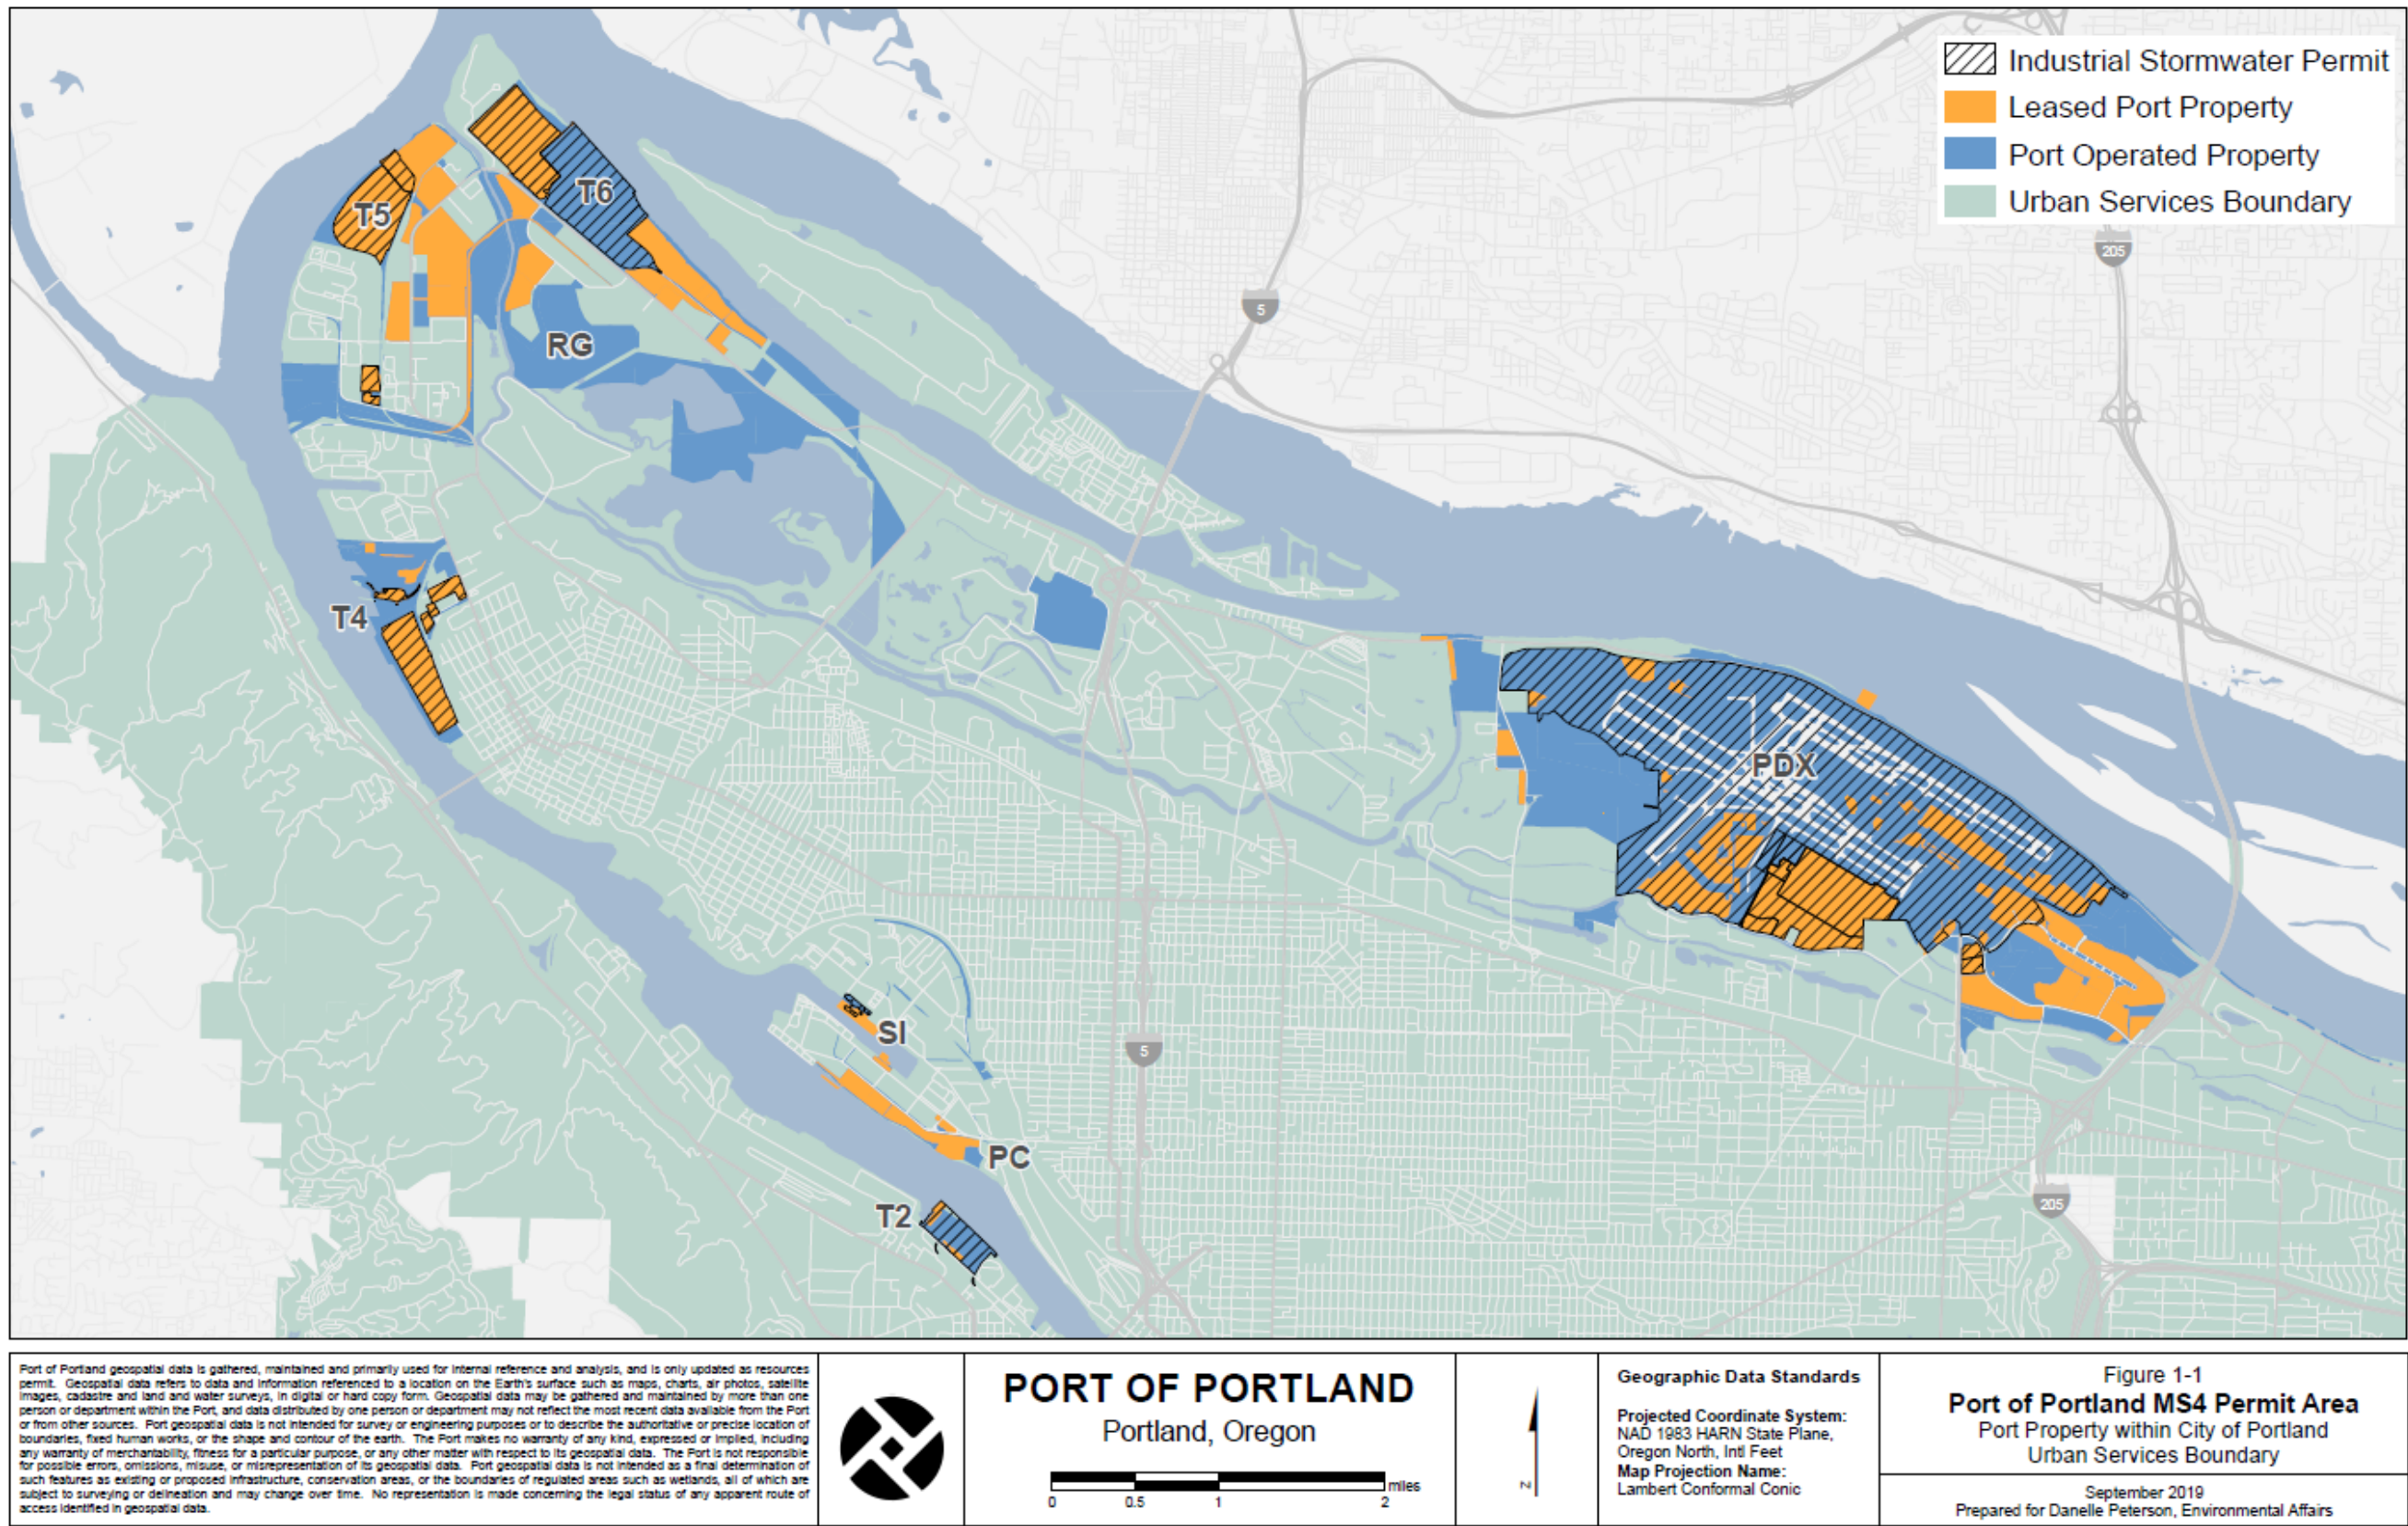 Industrial Stormwater Permit
Leased Port Property
Port Operated Property
Urban Services Boundary
T6
T5
205
5
RG
T4
PDX
SI
5
PC
T2
205
Port of Portland geospatial data is gathered, maintained and primarily used for internal reference and analysis, and is only updated as resources
permit. Geospatial data refers to data and information referenced to a location on the Earth's surface such as maps, charts, air photos, satellite
images, cadastre and land and water surveys, in digital or hard copy form. Geospatial data may be gathered and maintained by more than one
person or department within the Port, and data distributed by one person or department may not reflect the most recent data available from the Port
or from other sources. Port geospatial data is not intended for survey or engineering purposes or to describe the authoritative or precise location of
boundaries, fixed human works, or the shape and contour of the earth. The Port makes no warranty of any kind, expressed or implied, including
any warranty of merchantability, fitness for a particular purpose, or any other matter with respect to its geospatial data. The Port is not responsible
for possible errors, omissions, misuse, or misrepresentation of its geospatial data. Port geospatial data is not intended as a final determination of
such features as existing or proposed infrastructure, conservation areas, or the boundaries of regulated areas such as wetlands, all of which are
subject to surveying or delineation and may change over time. No representation is made concerning the legal status of any apparent route of
access identified in geospatial data.
PORT OF PORTLAND
Portland, Oregon
miles
0 0.5 1 2
N
Geographic Data Standards
Projected Coordinate System:
NAD 1983 HARN State Plane,
Oregon North, Intl Feet
Map Projection Name:
Lambert Conformal Conic
Figure 1-1
Port of Portland MS4 Permit Area
Port Property within City of Portland
Urban Services Boundary
September 2019
Prepared for Danelle Peterson, Environmental Affairs